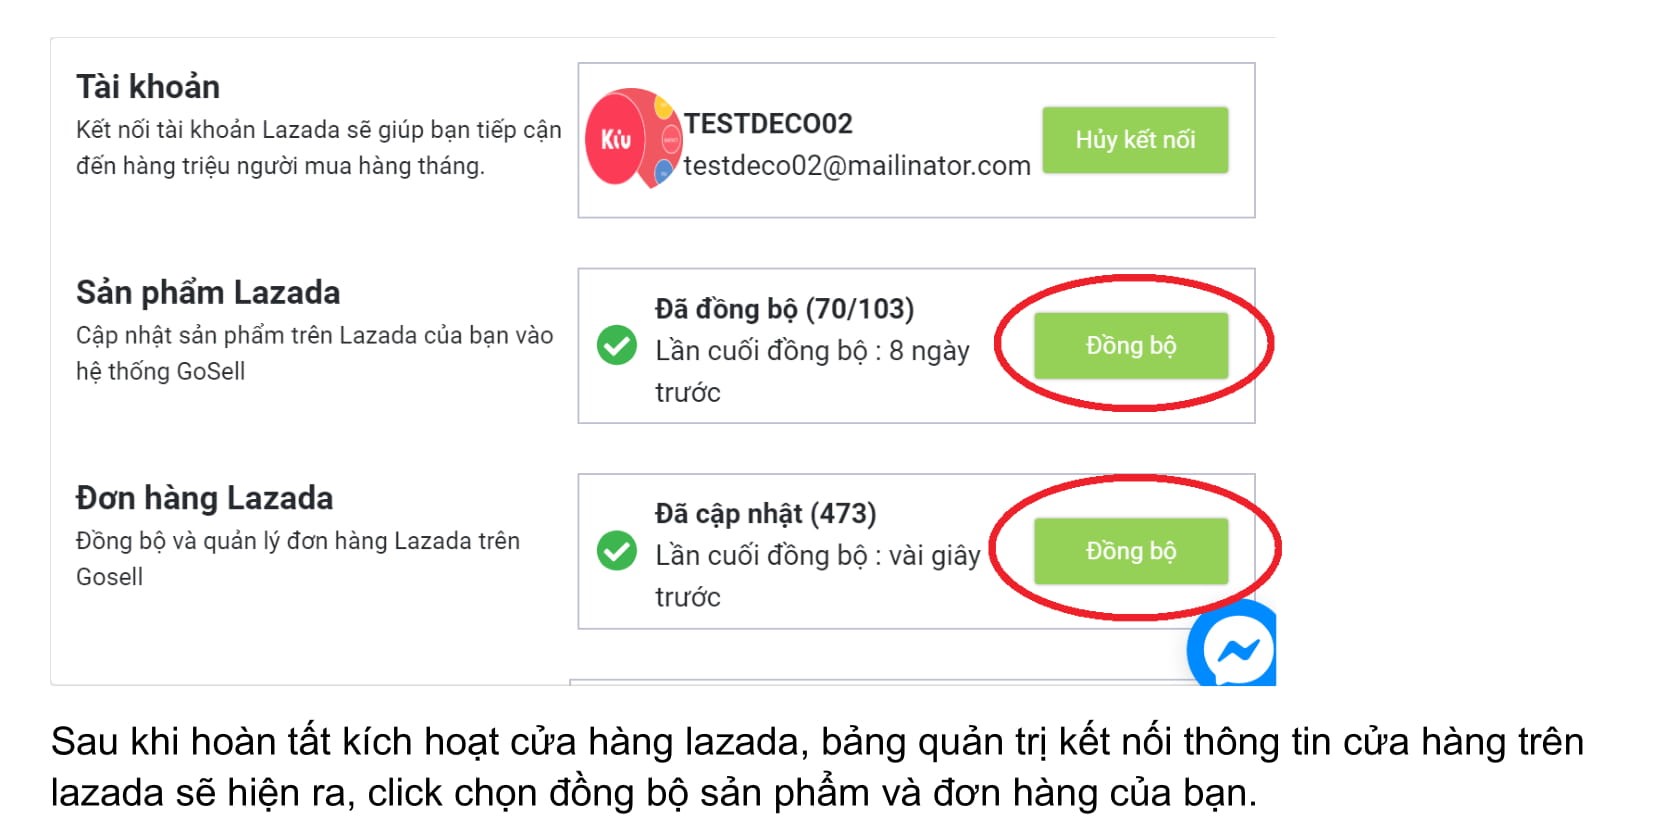 Tài khoản
Kết nối tài khoản Lazada sẽ giúp bạn tiếp cận
đến hàng triệu người mua hàng tháng.
Kiu
TESTDECO02
testdeco02@mailinator.com
Hủy kết nối
Sản phẩm Lazada
Cập nhật sản phẩm trên Lazada của bạn vào
hệ thống GoSell
Đã đồng bộ (70/103)
Lần cuối đồng bộ : 8 ngày
trước
Đồng bộ
Đơn hàng Lazada
Đồng bộ và quản lý đơn hàng Lazada trên
Gosell
Đã cập nhật (473)
Lần cuối đồng bộ : vài giây
trước
Đồng bộ
Sau khi hoàn tất kích hoạt cửa hàng lazada, bảng quản trị kết nối thông tin cửa hàng trên
lazada sẽ hiện ra, click chọn đồng bộ sản phẩm và đơn hàng của bạn.